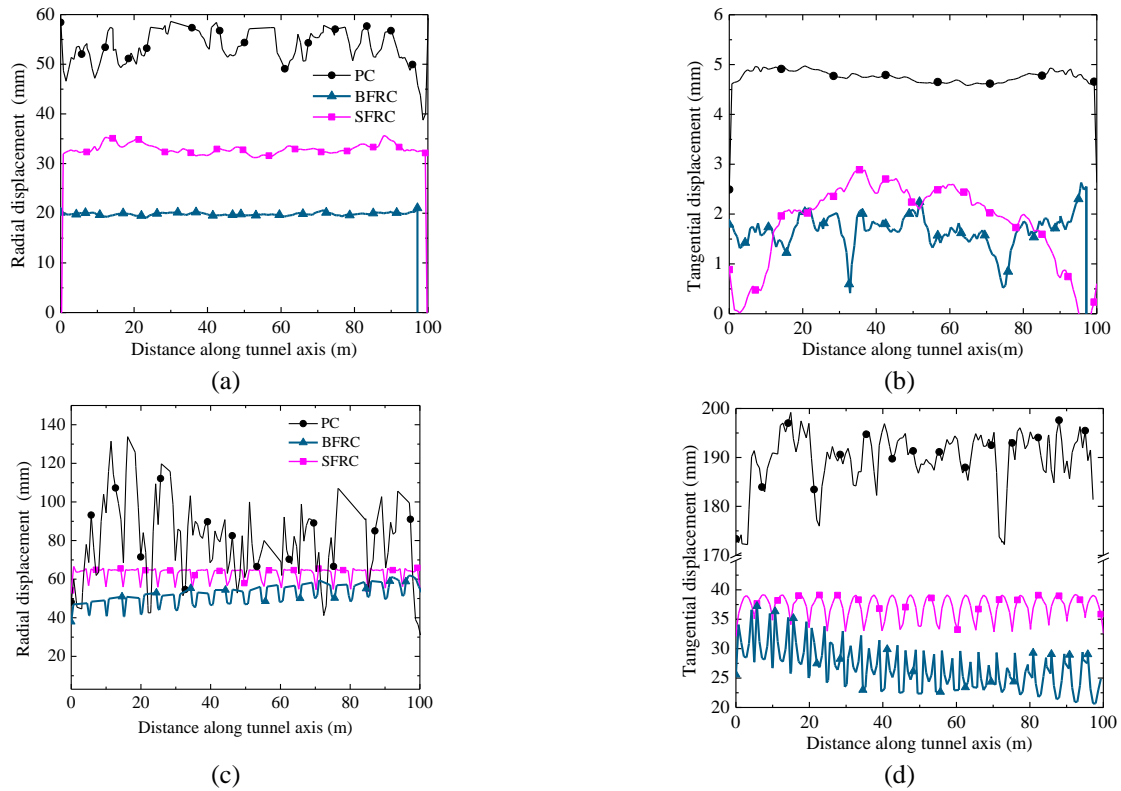 60
50
40
30
20
10
0
Radial displacement (mm)
PC
BFRC
SFRC
0 20 40 60 80 100
Distance along tunnel axis (m)
(a)
6
5
4
3
2
1
0
Tangential displacement (mm)
0 20 40 60 80 100
Distance along tunnel axis(m)
(b)
140
120
100
80
60
40
20
Radial displacement (mm)
PC
BFRC
SFRC
0 20 40 60 80 100
Distance along tunnel axis (m)
(c)
200
190
180
170
40
35
30
25
20
Tangential displacement (mm)
0 20 40 60 80 100
Distance along tunnel axis (m)
(d)